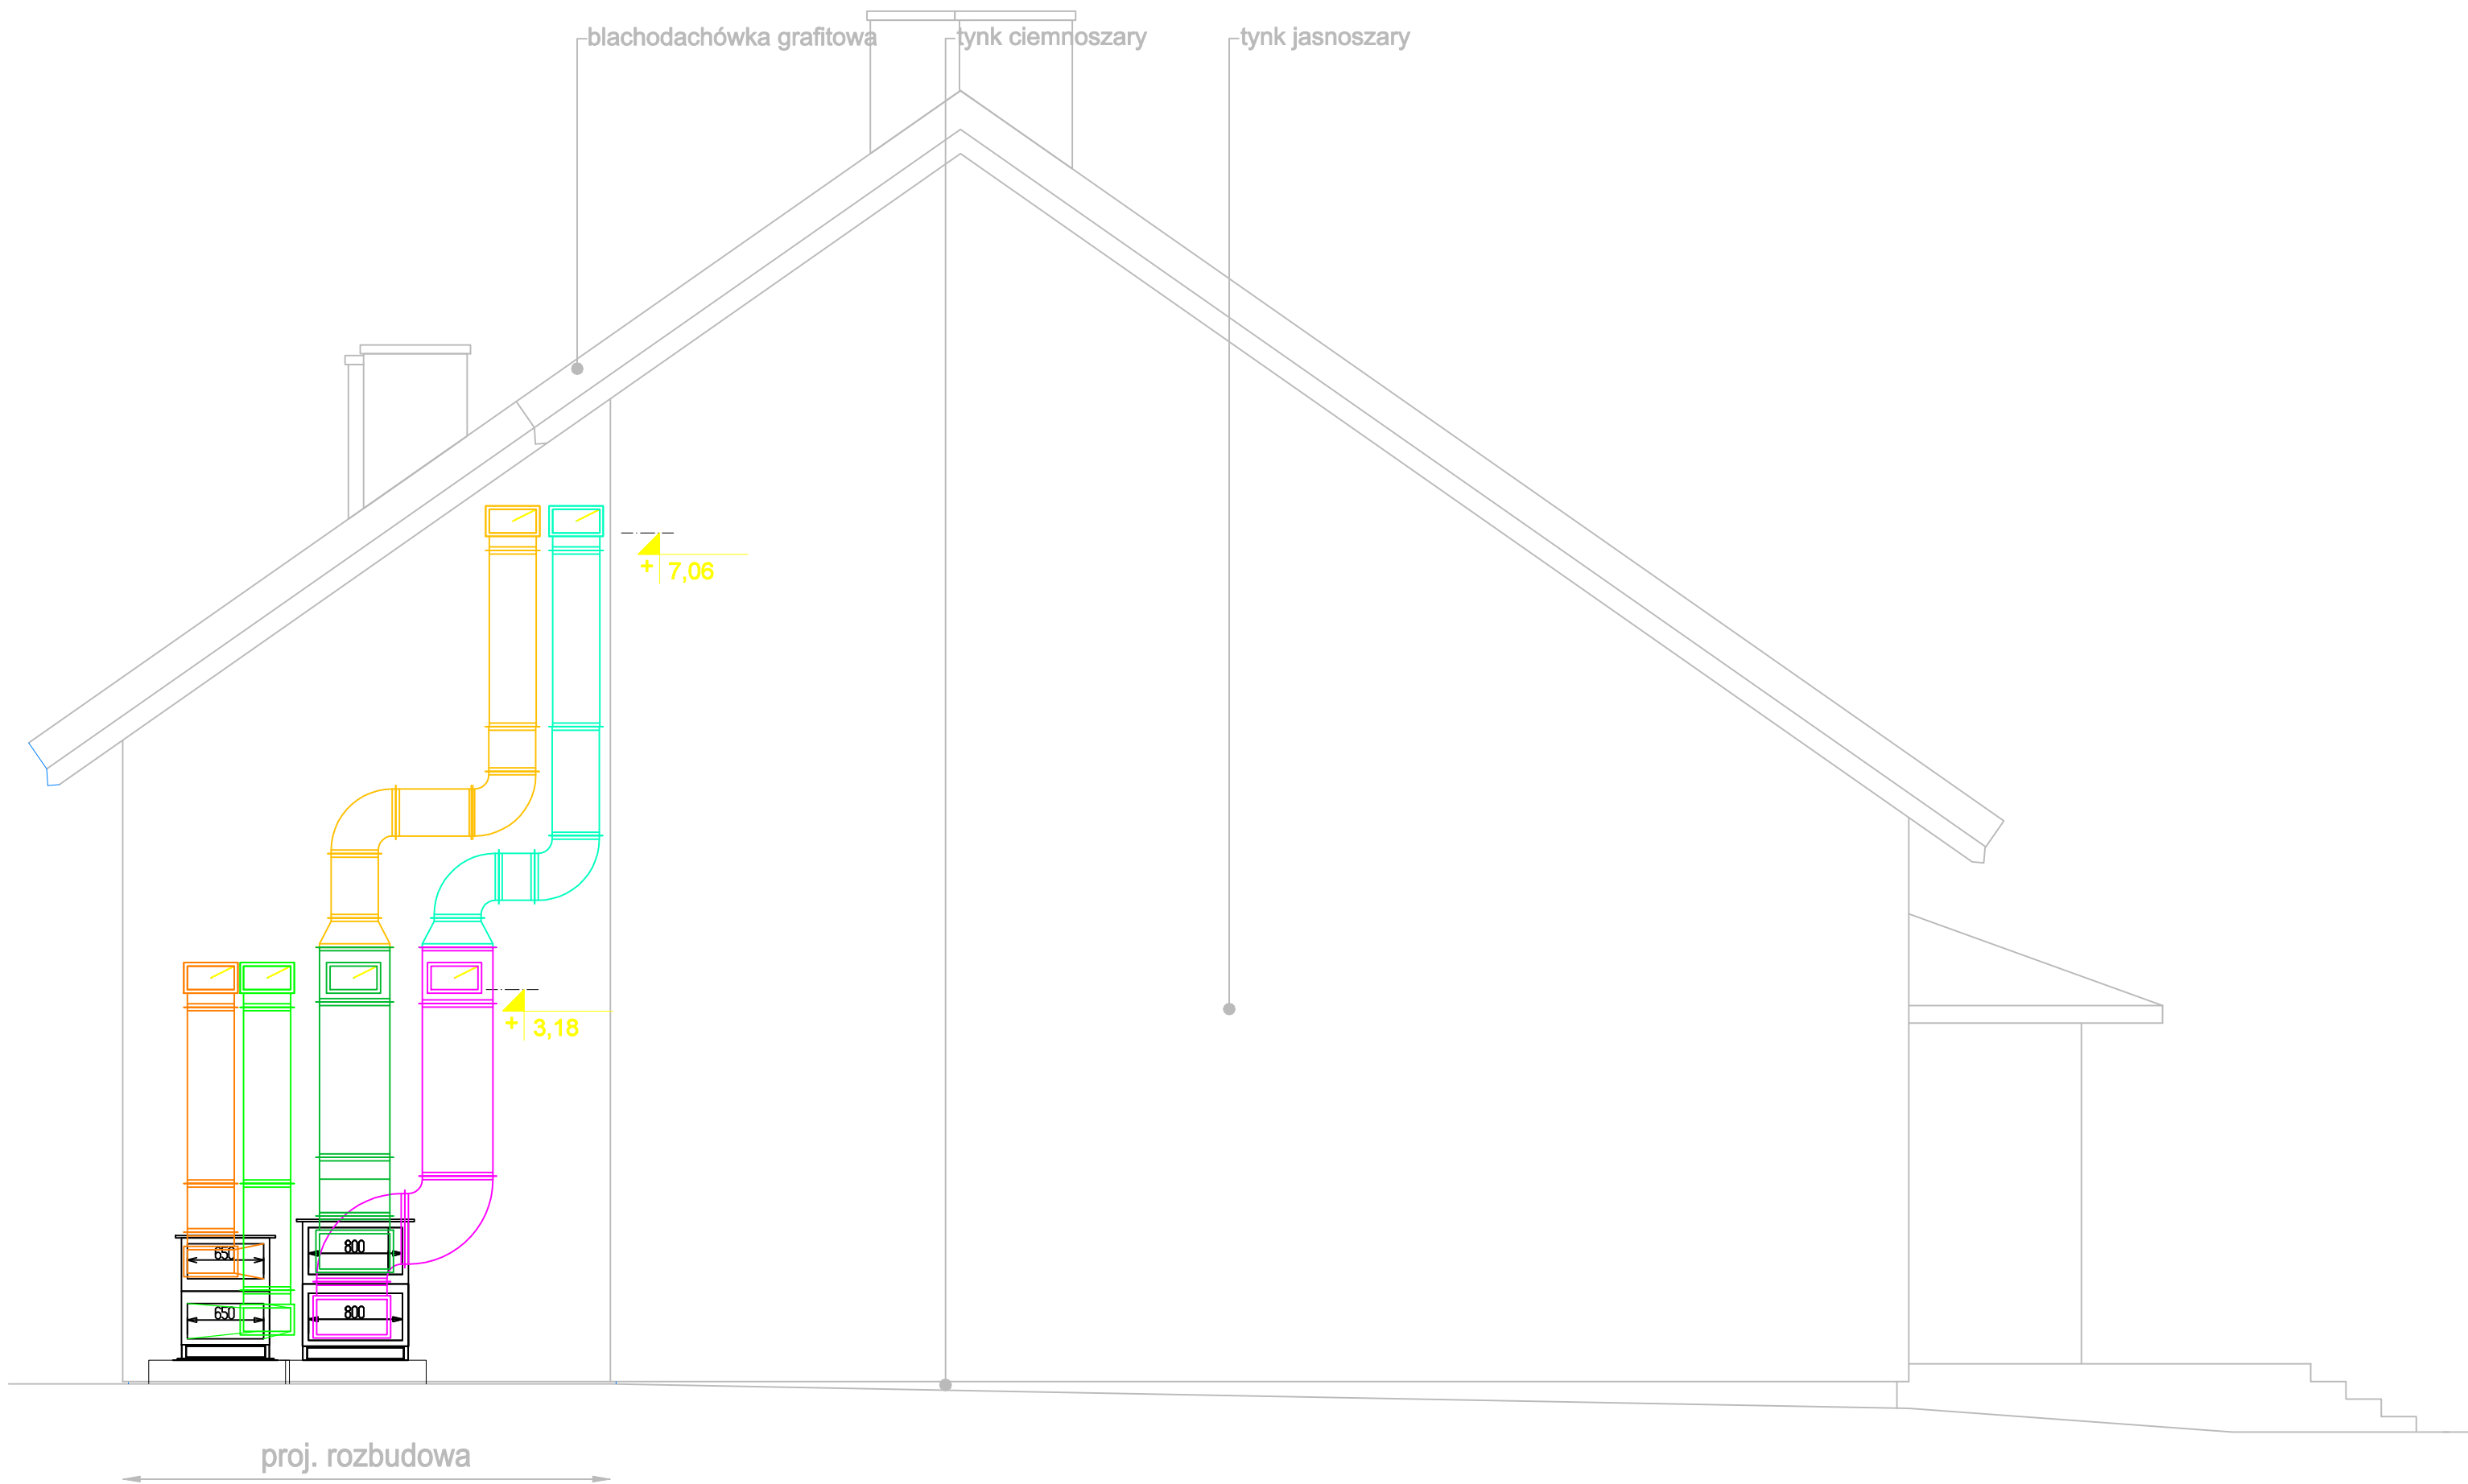 blachodachówka grafitowa
tynk ciemnoszary
tynk jasnoszary
+ 7,06
+ 3,18
650
800
650
800
proj. rozbudowa